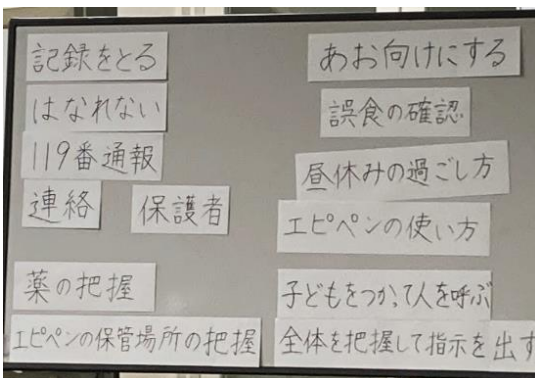 記録をとる
はなれない
119番通報
連絡
保護者
薬の把握
エピペンの保管場所の把握
あお向けにする
誤食の確認
昼休みの過ごし方
エピペンの使い方
子どもをつかって人を呼ぶ
全体を把握して指示を出す